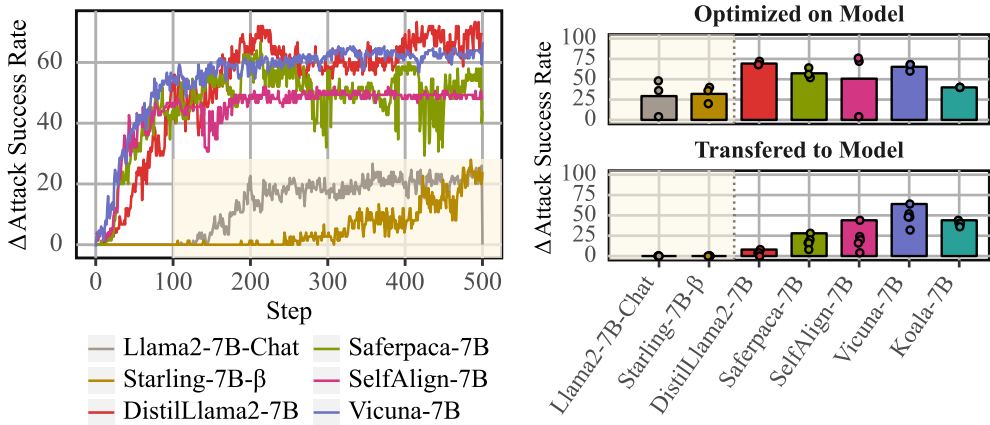 Δ Attack Success Rate
60
40
20
0
0
100
200
300
400
500
Step
Llama2-7B-Chat
Starling-7B-β
DistilLlama2-7B
Saferpaca-7B
SelfAlign-7B
Vicuna-7B
Δ Attack Success Rate
Optimized on Model
100
75
50
25
0
Transfered to Model
100
75
50
25
0
Llama2-7B-Chat
Starling-7B-β
DistilLlama2-7B
Saferpaca-7B
SelfAlign-7B
Vicuna-7B
Koala-7B